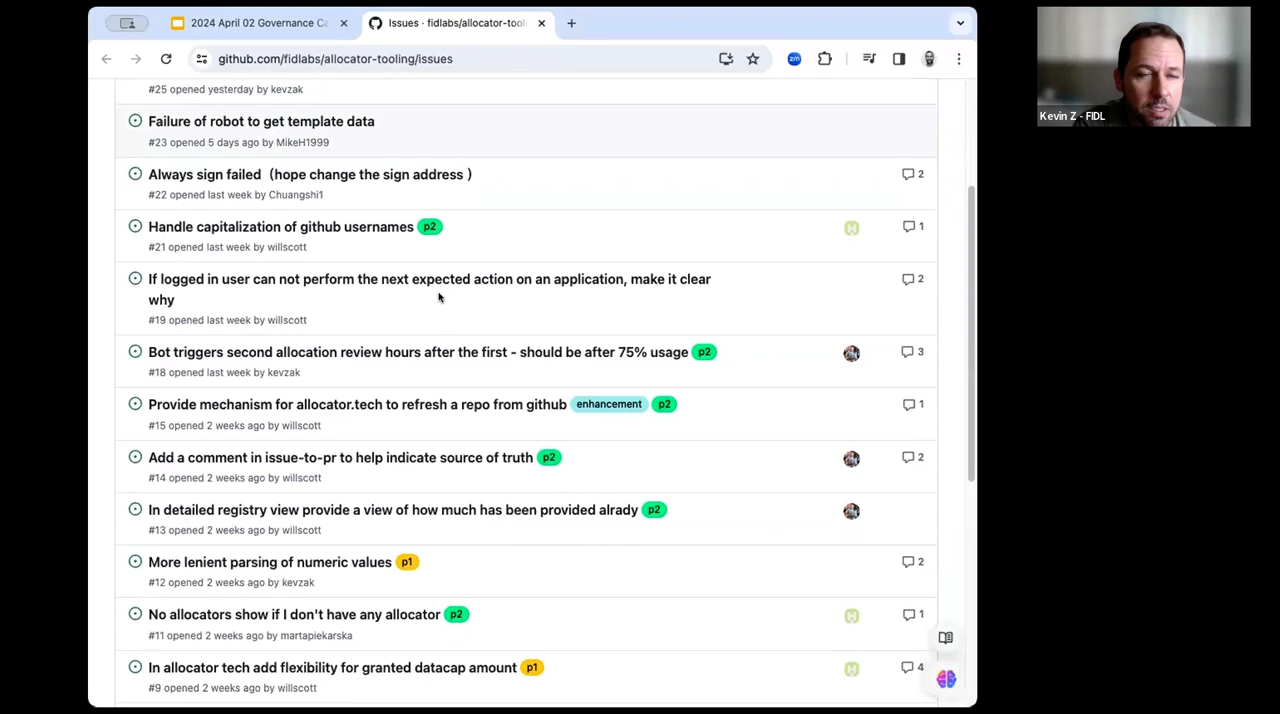 2024 April 02 Governance Ca
Issues · fidlabs/allocator-tooli
github.com/fidlabs/allocator-tooling/issues
zm
Kevin Z - FIDL
#25 opened yesterday by kevzak
Failure of robot to get template data
#23 opened 5 days ago by MikeH1999
Always sign failed（hope change the sign address ） 2
#22 opened last week by Chuangshi1
Handle capitalization of github usernames p2 1
#21 opened last week by willscott
If logged in user can not perform the next expected action on an application, make it clear 2
why
#19 opened last week by willscott
Bot triggers second allocation review hours after the first - should be after 75% usage p2 3
#18 opened last week by kevzak
Provide mechanism for allocator.tech to refresh a repo from github enhancement p2 1
#15 opened 2 weeks ago by willscott
Add a comment in issue-to-pr to help indicate source of truth p2 2
#14 opened 2 weeks ago by willscott
In detailed registry view provide a view of how much has been provided alrady p2
#13 opened 2 weeks ago by willscott
More lenient parsing of numeric values p1 2
#12 opened 2 weeks ago by kevzak
No allocators show if I don't have any allocator p2 1
#11 opened 2 weeks ago by martapiekarska
In allocator tech add flexibility for granted datacap amount p1 4
#9 opened 2 weeks ago by willscott